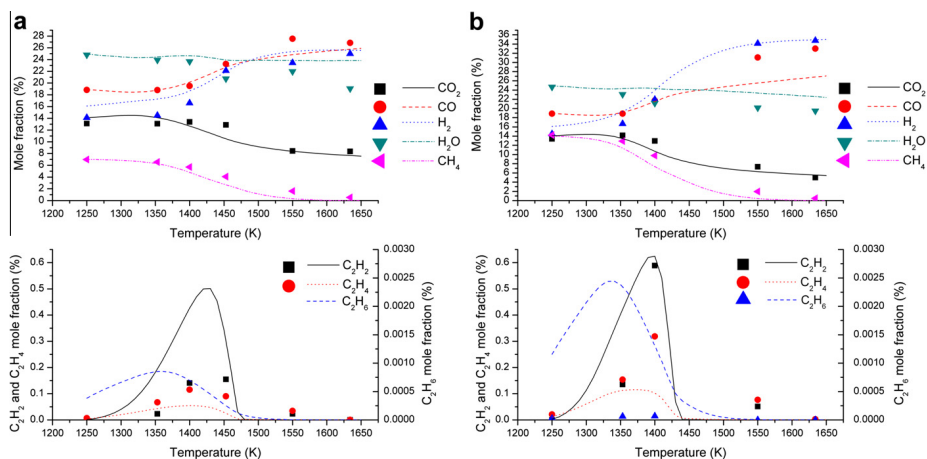 a
28
26
24
22
20
18
16
14
12
10
8
6
4
2
0
Mole fraction (%)
1200 1250 1300 1350 1400 1450 1500 1550 1600 1650
Temperature (K)
CO₂
CO
H₂
H₂O
CH₄
b
36
34
32
30
28
26
24
22
20
18
16
14
12
10
8
6
4
2
0
Mole fraction (%)
1200 1250 1300 1350 1400 1450 1500 1550 1600 1650
Temperature (K)
CO₂
CO
H₂
H₂O
CH₄
0.6
0.5
0.4
0.3
0.2
0.1
0.0
C₂H₂ and C₂H₄ mole fraction (%)
C₂H₂
C₂H₄
C₂H₆
0.0030
0.0025
0.0020
0.0015
0.0010
0.0005
0.0000
C₂H₆ mole fraction (%)
1200 1250 1300 1350 1400 1450 1500 1550 1600 1650
Temperature (K)
0.6
0.5
0.4
0.3
0.2
0.1
0.0
C₂H₂ and C₂H₄ mole fraction (%)
C₂H₂
C₂H₄
C₂H₆
0.0030
0.0025
0.0020
0.0015
0.0010
0.0005
0.0000
C₂H₆ mole fraction (%)
1200 1250 1300 1350 1400 1450 1500 1550 1600 1650
Temperature (K)